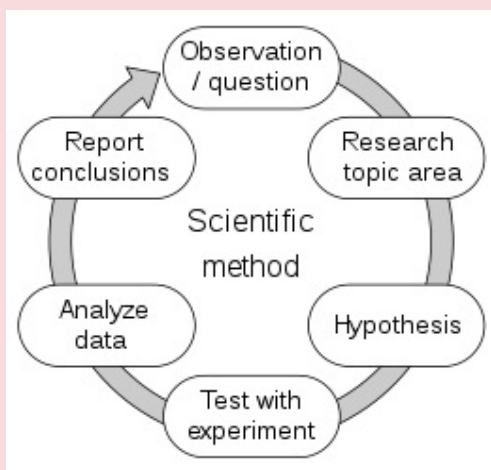 Observation
/ question
Research
topic area
Hypothesis
Test with
experiment
Analyze
data
Report
conclusions
Scientific
method